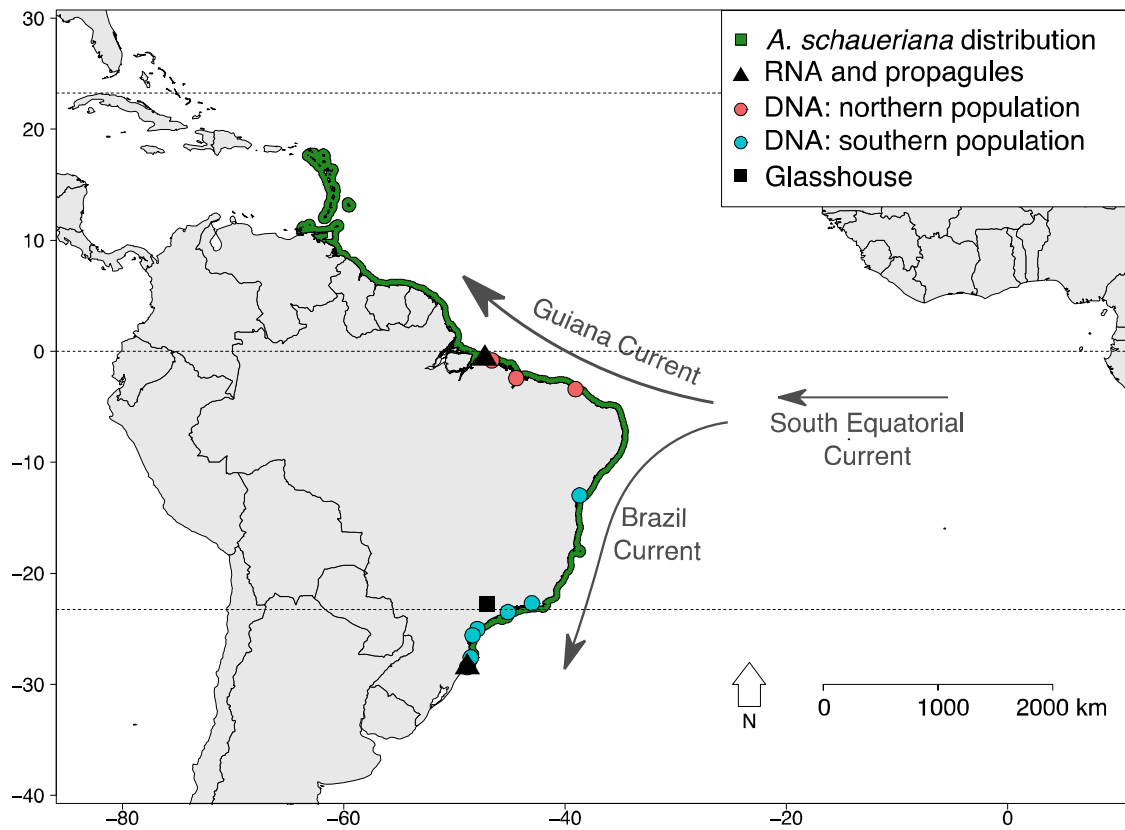 30
20
10
0
−10
−20
−30
−40
−80
−60
−40
−20
0
A. schaueriana distribution
RNA and propagules
DNA: northern population
DNA: southern population
Glasshouse
Guiana Current
South Equatorial
Current
Brazil
Current
N
0
1000
2000 km